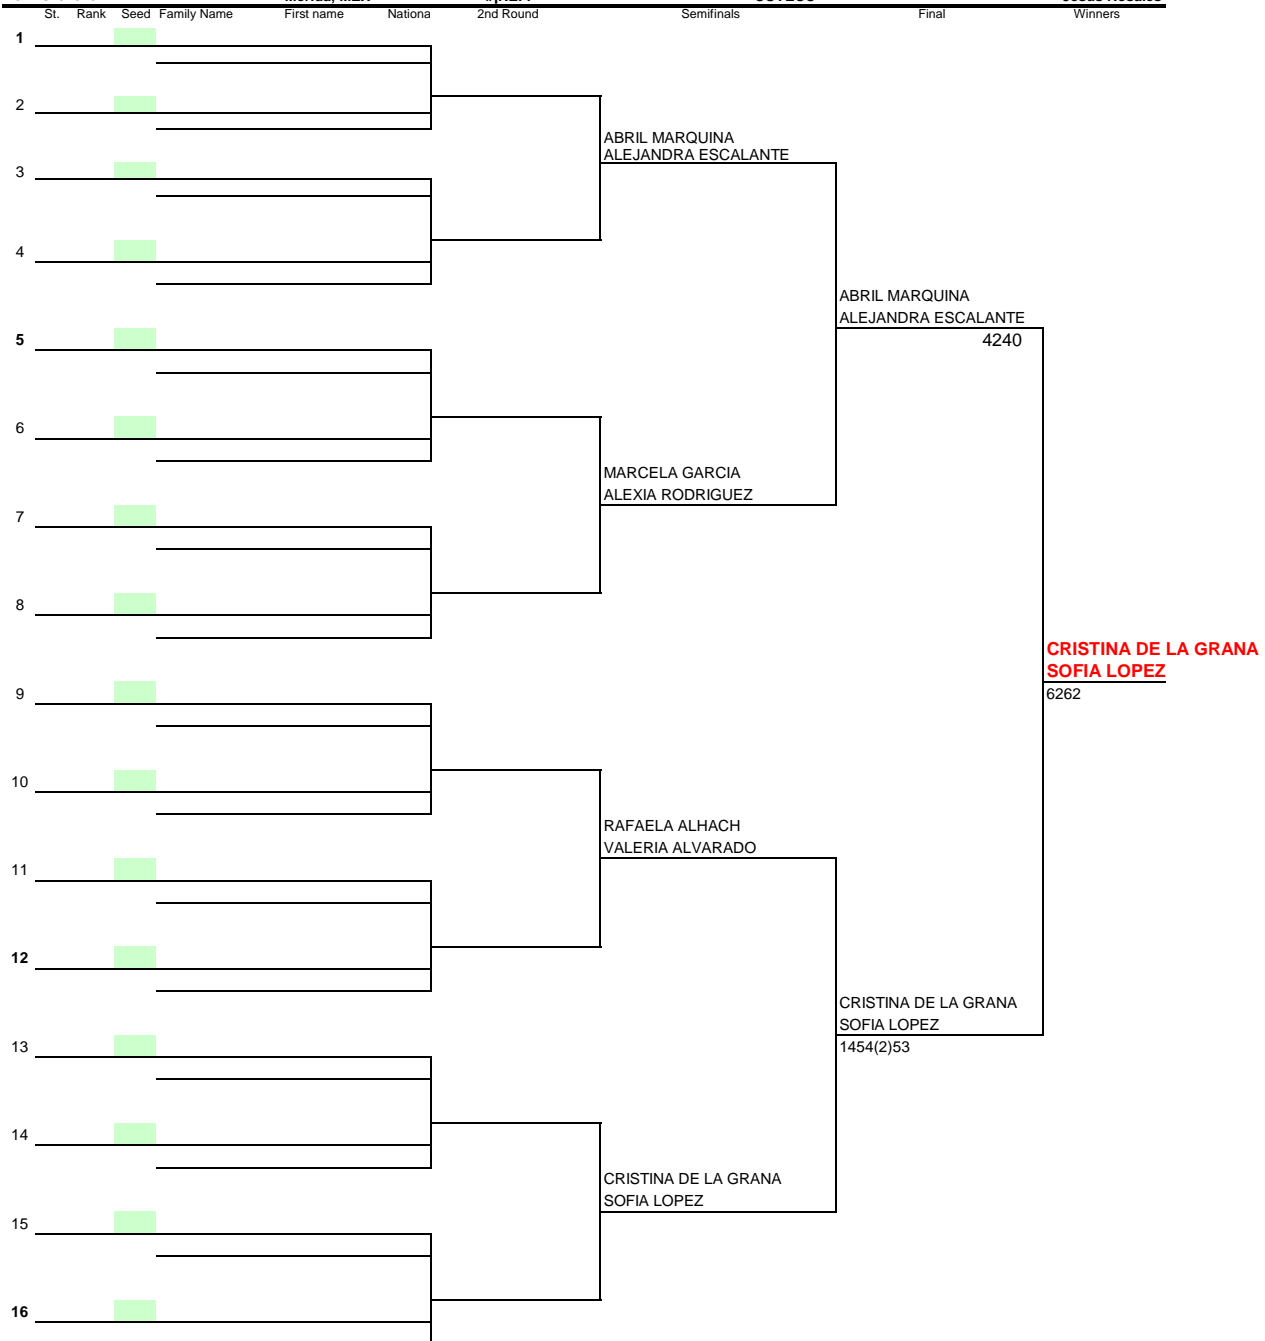 St. Rank Seed Family Name First name Nationa 2nd Round Semifinals Final Winners
1
2
ABRIL MARQUINA
ALEJANDRA ESCALANTE
3
4
ABRIL MARQUINA
ALEJANDRA ESCALANTE
5
4240
6
MARCELA GARCIA
ALEXIA RODRIGUEZ
7
8
CRISTINA DE LA GRANA
SOFIA LOPEZ
9
6262
10
RAFAELA ALHACH
VALERIA ALVARADO
11
12
CRISTINA DE LA GRANA
SOFIA LOPEZ
13
1454(2)53
14
CRISTINA DE LA GRANA
SOFIA LOPEZ
15
16